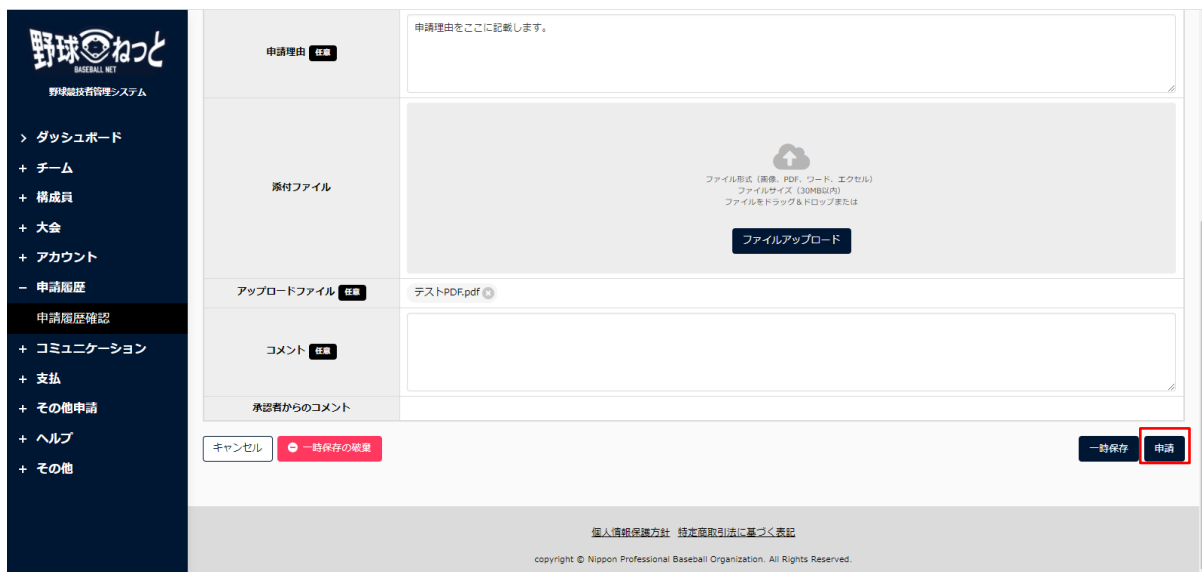 野球ねっと
BASEBALL NET
野球競技者管理システム
> ダッシュボード
+ チーム
+ 構成員
+ 大会
+ アカウント
− 申請履歴
申請履歴確認
+ コミュニケーション
+ 支払
+ その他申請
+ ヘルプ
+ その他
申請理由 任意
申請理由をここに記載します。
添付ファイル
ファイル形式（画像、PDF、ワード、エクセル）
ファイルサイズ（30MB以内）
ファイルをドラッグ＆ドロップまたは
ファイルアップロード
アップロードファイル 任意
テストPDF.pdf
コメント 任意
承認者からのコメント
キャンセル
一時保存の破棄
一時保存
申請
個人情報保護方針 特定商取引法に基づく表記
copyright © Nippon Professional Baseball Organization. All Rights Reserved.